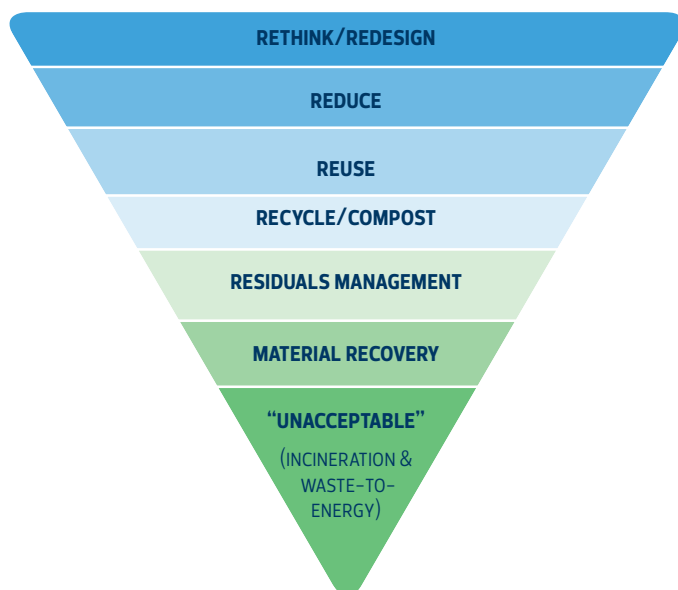 RETHINK/REDESIGN
REDUCE
REUSE
RECYCLE/COMPOST
RESIDUALS MANAGEMENT
MATERIAL RECOVERY
“UNACCEPTABLE”
(INCINERATION &
WASTE-TO-
ENERGY)